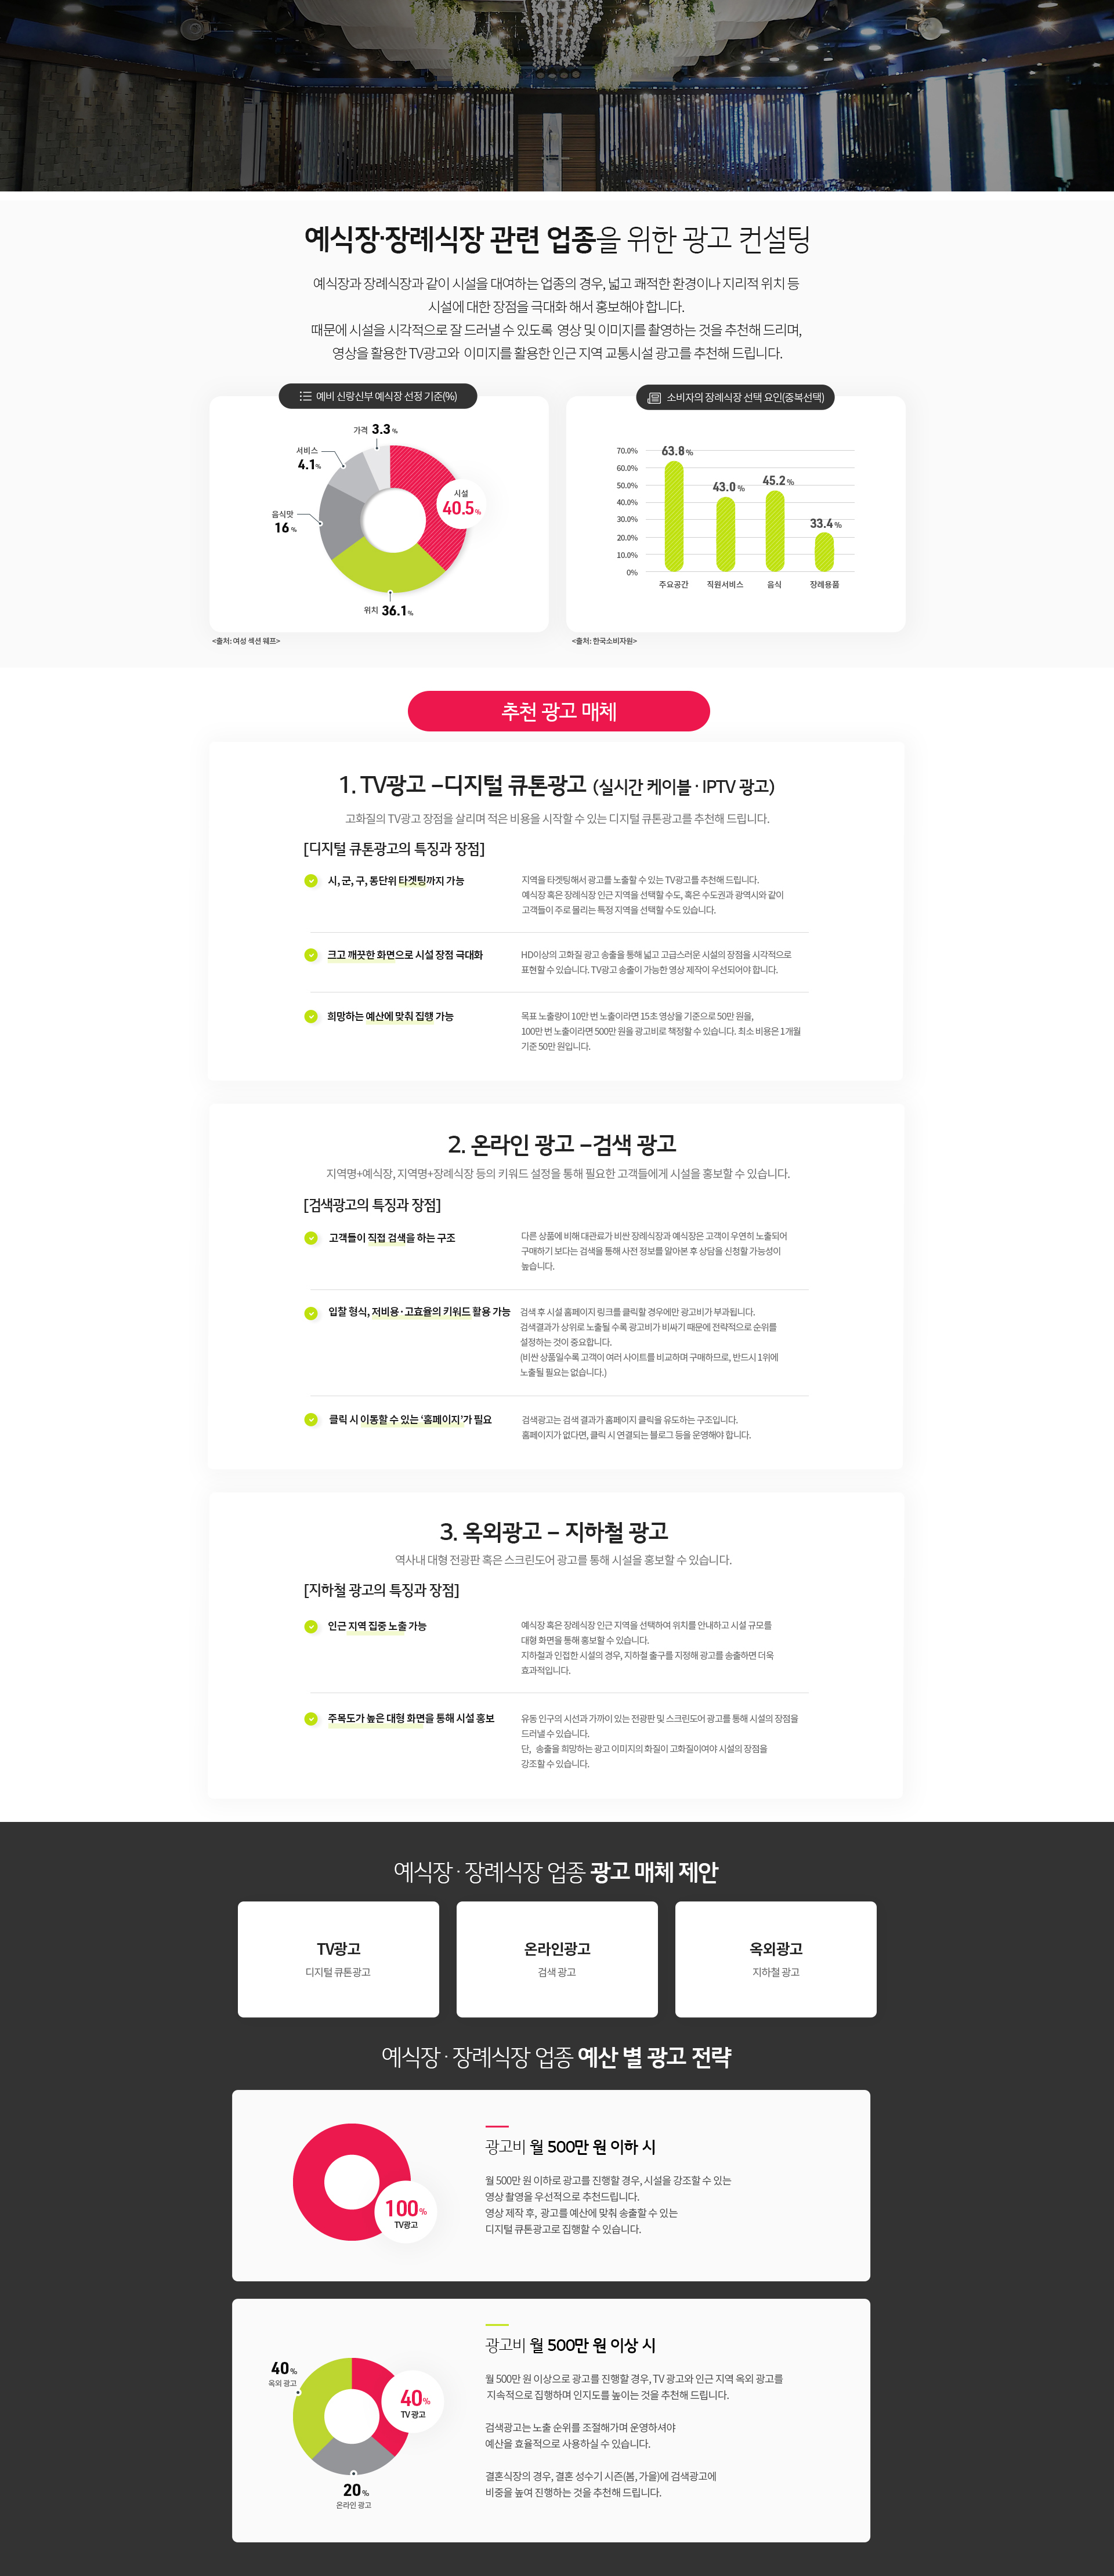 예식장·장례식장 관련 업종을 위한 광고 컨설팅
예식장과 장례식장과 같이 시설을 대여하는 업종의 경우, 넓고 쾌적한 환경이나 지리적 위치 등
시설에 대한 장점을 극대화 해서 홍보해야 합니다.
때문에 시설을 시각적으로 잘 드러낼 수 있도록 영상 및 이미지를 촬영하는 것을 추천해 드리며,
영상을 활용한 TV광고와 이미지를 활용한 인근 지역 교통시설 광고를 추천해 드립니다.
예비 신랑신부 예식장 선정 기준(%)
가격 3.3 %
서비스
4.1%
시설
40.5%
음식맛
16 %
위치 36.1 %
<출처: 여성 섹션 웨프>
소비자의 장례식장 선택 요인(중복선택)
70.0%
60.0%
50.0%
40.0%
30.0%
20.0%
10.0%
0%
63.8 %
43.0 %
45.2 %
33.4 %
주요공간 직원서비스 음식 장례용품
<출처: 한국소비자원>
추천 광고 매체
1. TV광고 –디지털 큐톤광고 (실시간 케이블 · IPTV 광고)
고화질의 TV광고 장점을 살리며 적은 비용을 시작할 수 있는 디지털 큐톤광고를 추천해 드립니다.
[디지털 큐톤광고의 특징과 장점]
시, 군, 구, 동단위 타겟팅까지 가능
지역을 타겟팅해서 광고를 노출할 수 있는 TV광고를 추천해 드립니다.
예식장 혹은 장례식장 인근 지역을 선택할 수도, 혹은 수도권과 광역시와 같이
고객들이 주로 몰리는 특정 지역을 선택할 수도 있습니다.
크고 깨끗한 화면으로 시설 장점 극대화
HD이상의 고화질 광고 송출을 통해 넓고 고급스러운 시설의 장점을 시각적으로
표현할 수 있습니다. TV광고 송출이 가능한 영상 제작이 우선되어야 합니다.
희망하는 예산에 맞춰 집행 가능
목표 노출량이 10만 번 노출이라면 15초 영상을 기준으로 50만 원을,
100만 번 노출이라면 500만 원을 광고비로 책정할 수 있습니다. 최소 비용은 1개월
기준 50만 원입니다.
2. 온라인 광고 –검색 광고
지역명+예식장, 지역명+장례식장 등의 키워드 설정을 통해 필요한 고객들에게 시설을 홍보할 수 있습니다.
[검색광고의 특징과 장점]
고객들이 직접 검색을 하는 구조
다른 상품에 비해 대관료가 비싼 장례식장과 예식장은 고객이 우연히 노출되어
구매하기 보다는 검색을 통해 사전 정보를 알아본 후 상담을 신청할 가능성이
높습니다.
입찰 형식, 저비용·고효율의 키워드 활용 가능
검색 후 시설 홈페이지 링크를 클릭할 경우에만 광고비가 부과됩니다.
검색결과가 상위로 노출될 수록 광고비가 비싸기 때문에 전략적으로 순위를
설정하는 것이 중요합니다.
(비싼 상품일수록 고객이 여러 사이트를 비교하며 구매하므로, 반드시 1위에
노출될 필요는 없습니다.)
클릭 시 이동할 수 있는 ‘홈페이지’가 필요
검색광고는 검색 결과가 홈페이지 클릭을 유도하는 구조입니다.
홈페이지가 없다면, 클릭 시 연결되는 블로그 등을 운영해야 합니다.
3. 옥외광고 – 지하철 광고
역사내 대형 전광판 혹은 스크린도어 광고를 통해 시설을 홍보할 수 있습니다.
[지하철 광고의 특징과 장점]
인근 지역 집중 노출 가능
예식장 혹은 장례식장 인근 지역을 선택하여 위치를 안내하고 시설 규모를
대형 화면을 통해 홍보할 수 있습니다.
지하철과 인접한 시설의 경우, 지하철 출구를 지정해 광고를 송출하면 더욱
효과적입니다.
주목도가 높은 대형 화면을 통해 시설 홍보
유동 인구의 시선과 가까이 있는 전광판 및 스크린도어 광고를 통해 시설의 장점을
드러낼 수 있습니다.
단, 송출을 희망하는 광고 이미지의 화질이 고화질이여야 시설의 장점을
강조할 수 있습니다.
예식장 · 장례식장 업종 광고 매체 제안
TV광고
디지털 큐톤광고
온라인광고
검색 광고
옥외광고
지하철 광고
예식장 · 장례식장 업종 예산 별 광고 전략
100%
TV광고
광고비 월 500만 원 이하 시
월 500만 원 이하로 광고를 진행할 경우, 시설을 강조할 수 있는
영상 촬영을 우선적으로 추천드립니다.
영상 제작 후, 광고를 예산에 맞춰 송출할 수 있는
디지털 큐톤광고로 집행할 수 있습니다.
40%
옥외 광고
40%
TV 광고
20%
온라인 광고
광고비 월 500만 원 이상 시
월 500만 원 이상으로 광고를 진행할 경우, TV 광고와 인근 지역 옥외 광고를
지속적으로 집행하며 인지도를 높이는 것을 추천해 드립니다.
검색광고는 노출 순위를 조절해가며 운영하셔야
예산을 효율적으로 사용하실 수 있습니다.
결혼식장의 경우, 결혼 성수기 시즌(봄, 가을)에 검색광고에
비중을 높여 진행하는 것을 추천해 드립니다.